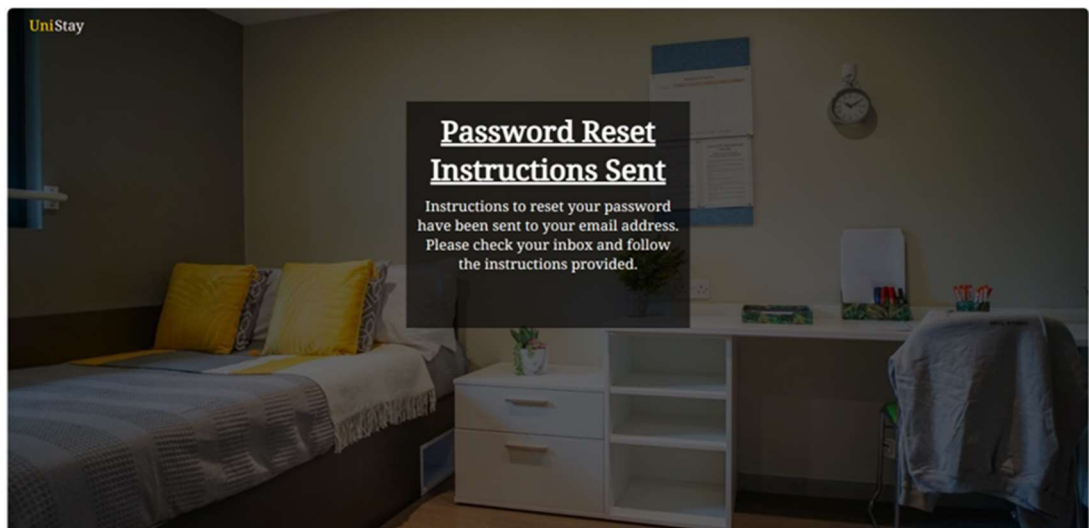 UniStay
Password Reset
Instructions Sent
Instructions to reset your password
have been sent to your email address.
Please check your inbox and follow
the instructions provided.